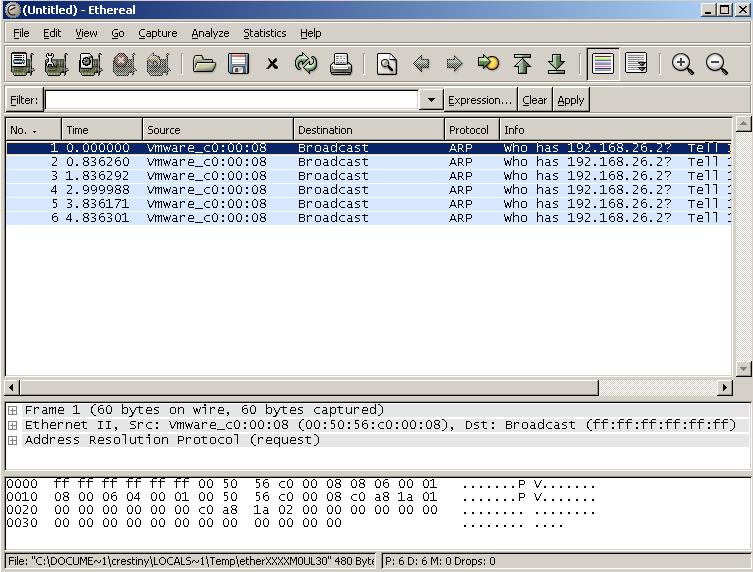 (Untitled) - Ethereal
File Edit View Go Capture Analyze Statistics Help
Filter: Expression... Clear Apply
No. Time Source Destination Protocol Info
1 0.000000 Vmware_c0:00:08 Broadcast ARP Who has 192.168.26.2? Tell 1
2 0.836260 Vmware_c0:00:08 Broadcast ARP Who has 192.168.26.2? Tell 1
3 1.836292 Vmware_c0:00:08 Broadcast ARP Who has 192.168.26.2? Tell 1
4 2.999988 Vmware_c0:00:08 Broadcast ARP Who has 192.168.26.2? Tell 1
5 3.836171 Vmware_c0:00:08 Broadcast ARP Who has 192.168.26.2? Tell 1
6 4.836301 Vmware_c0:00:08 Broadcast ARP Who has 192.168.26.2? Tell 1
Frame 1 (60 bytes on wire, 60 bytes captured)
Ethernet II, Src: Vmware_c0:00:08 (00:50:56:c0:00:08), Dst: Broadcast (ff:ff:ff:ff:ff:ff)
Address Resolution Protocol (request)
0000 ff ff ff ff ff ff 00 50 56 c0 00 08 08 06 00 01 .......P V.......
0010 08 00 06 04 00 01 00 50 56 c0 00 08 c0 a8 1a 01 .......P V.......
0020 00 00 00 00 00 00 c0 a8 1a 02 00 00 00 00 00 00 ........ ........
0030 00 00 00 00 00 00 00 00 00 00 00 00 ........ ....
File: "C:\DOCUME~1\crestiny\LOCALS~1\Temp\etherXXXXM0UL30" 480 Byte P: 6 D: 6 M: 0 Drops: 0